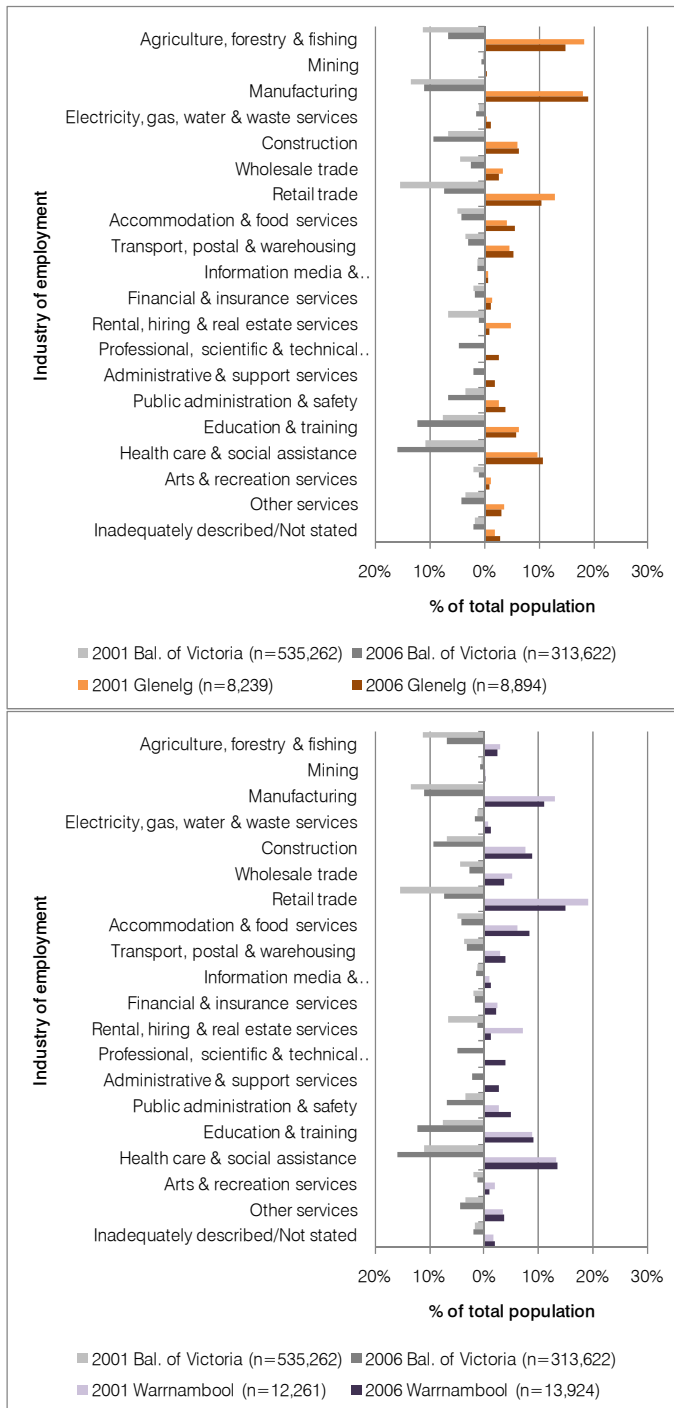 Agriculture, forestry & fishing
Mining
Manufacturing
Electricity, gas, water & waste services
Construction
Wholesale trade
Retail trade
Accommodation & food services
Transport, postal & warehousing
Information media &..
Financial & insurance services
Rental, hiring & real estate services
Professional, scientific & technical..
Administrative & support services
Public administration & safety
Education & training
Health care & social assistance
Arts & recreation services
Other services
Inadequately described/Not stated
Industry of employment
20% 10% 0% 10% 20% 30%
% of total population
2001 Bal. of Victoria (n=535,262) 2006 Bal. of Victoria (n=313,622)
2001 Glenelg (n=8,239) 2006 Glenelg (n=8,894)
Agriculture, forestry & fishing
Mining
Manufacturing
Electricity, gas, water & waste services
Construction
Wholesale trade
Retail trade
Accommodation & food services
Transport, postal & warehousing
Information media &..
Financial & insurance services
Rental, hiring & real estate services
Professional, scientific & technical..
Administrative & support services
Public administration & safety
Education & training
Health care & social assistance
Arts & recreation services
Other services
Inadequately described/Not stated
Industry of employment
20% 10% 0% 10% 20% 30%
% of total population
2001 Bal. of Victoria (n=535,262) 2006 Bal. of Victoria (n=313,622)
2001 Warrnambool (n=12,261) 2006 Warrnambool (n=13,924)